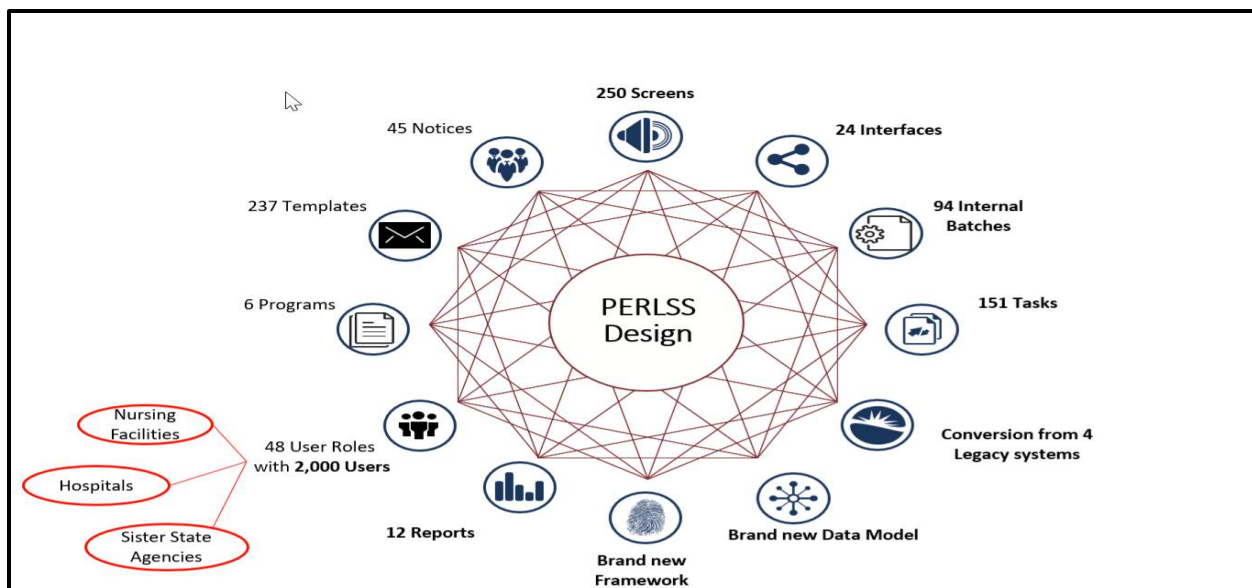 250 Screens
45 Notices
24 Interfaces
237 Templates
94 Internal
Batches
6 Programs
PERLSS
Design
151 Tasks
Nursing
Facilities
48 User Roles
with 2,000 Users
Conversion from 4
Legacy systems
Hospitals
Sister State
Agencies
12 Reports
Brand new
Framework
Brand new Data Model